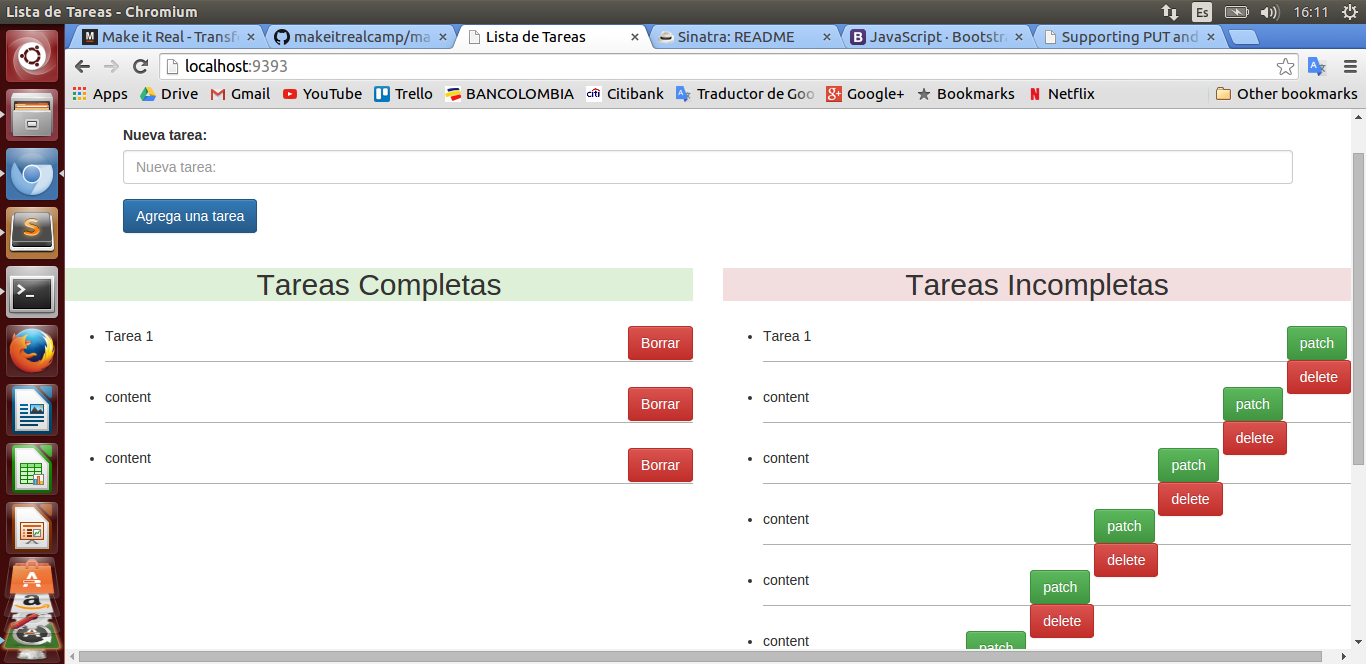 Lista de Tareas - Chromium
Es
16:11
Make it Real - Transf
makeitrealcamp/ma
Lista de Tareas
Sinatra: README
JavaScript · Bootstra
Supporting PUT and
localhost:9393
Apps
Drive
Gmail
YouTube
Trello
BANCOLOMBIA
citi
Citibank
Traductor de Goo
Google+
Bookmarks
Netflix
Other bookmarks
Nueva tarea:
Nueva tarea:
Agrega una tarea
Tareas Completas
Tarea 1
Borrar
content
Borrar
content
Borrar
Tareas Incompletas
Tarea 1
patch
delete
content
patch
delete
content
patch
delete
content
patch
delete
content
patch
delete
content
patch